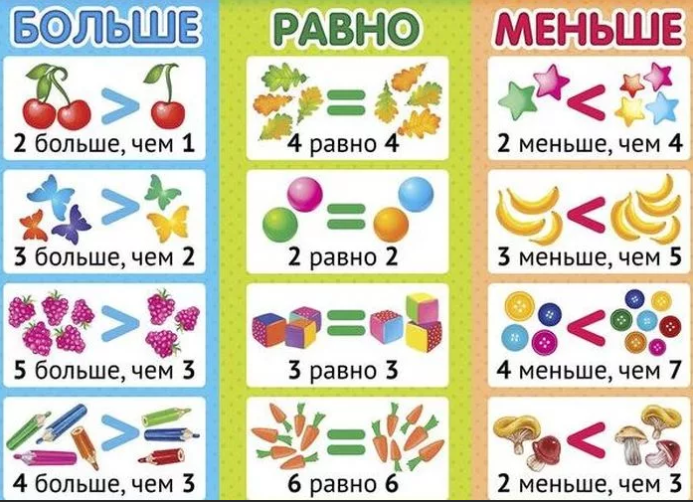 БОЛЬШЕ
2 больше, чем 1
3 больше, чем 2
5 больше, чем 3
4 больше, чем 3
РАВНО
4 равно 4
2 равно 2
3 равно 3
6 равно 6
МЕНЬШЕ
2 меньше, чем 4
3 меньше, чем 5
4 меньше, чем 7
2 меньше, чем 3